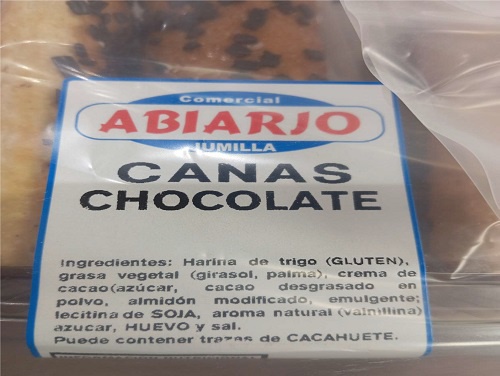 Comercial
ABIARJO
JUMILLA
CANAS
CHOCOLATE
Ingredientes: Harina de trigo (GLUTEN),
grasa vegetal (girasol, palma), crema de
cacao(azúcar, cacao desgrasado en
polvo, almidón modificado, emulgente;
lecitina de SOJA, aroma natural (vainillina)
azucar, HUEVO y sal.
Puede contener trazas de CACAHUETE.